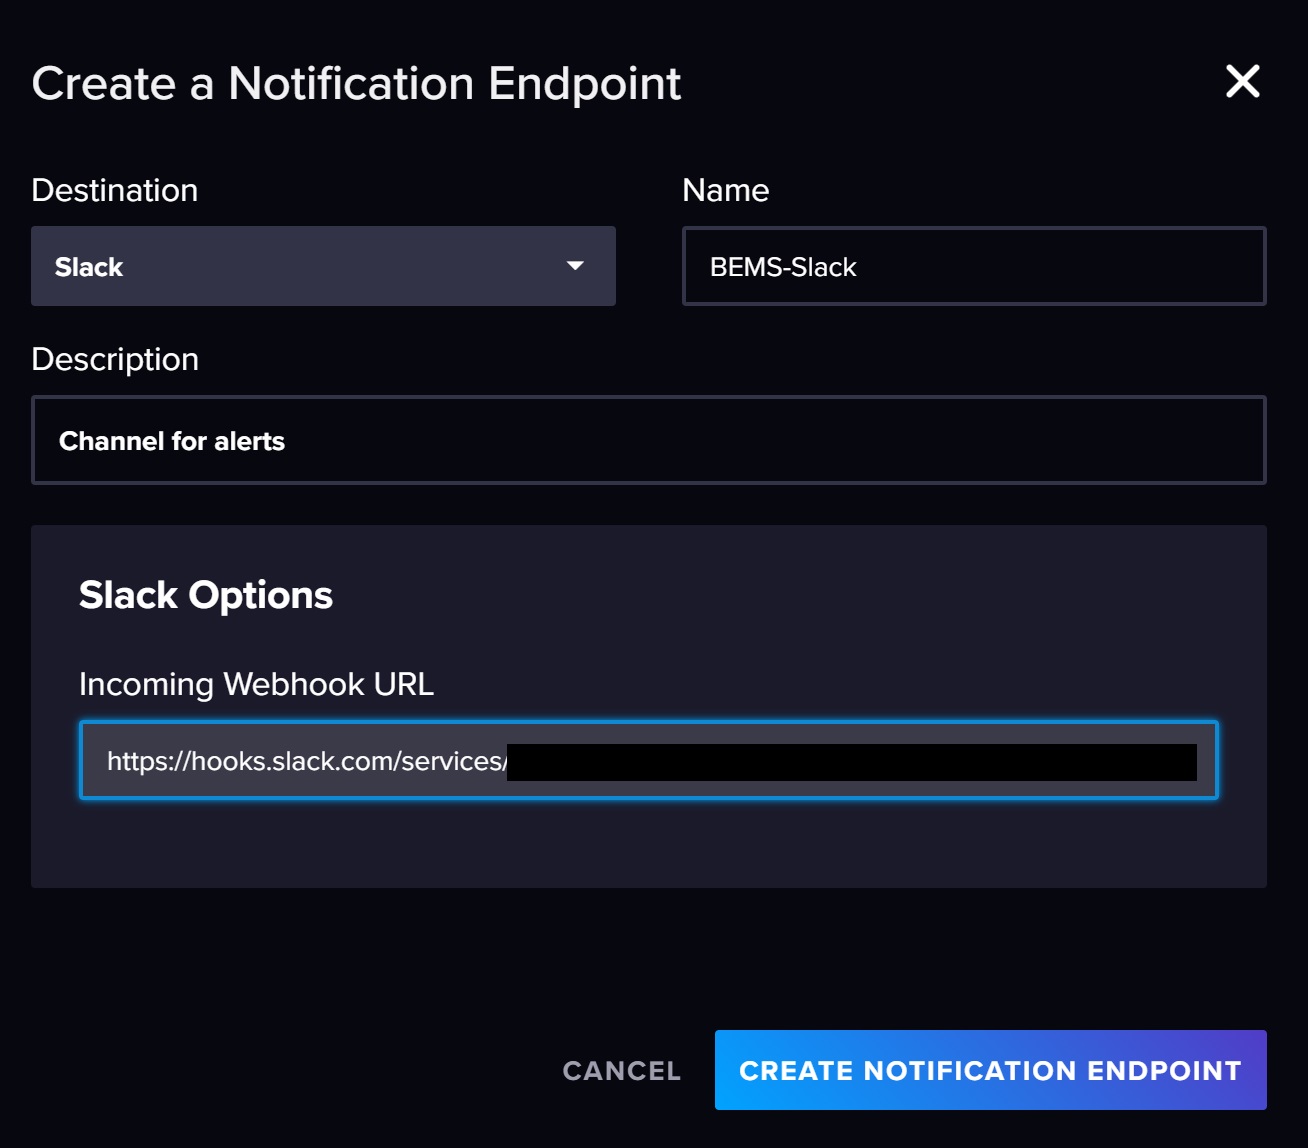 Create a Notification Endpoint
Destination
Name
Slack
BEMS-Slack
Description
Channel for alerts
Slack Options
Incoming Webhook URL
https://hooks.slack.com/services/
CANCEL
CREATE NOTIFICATION ENDPOINT